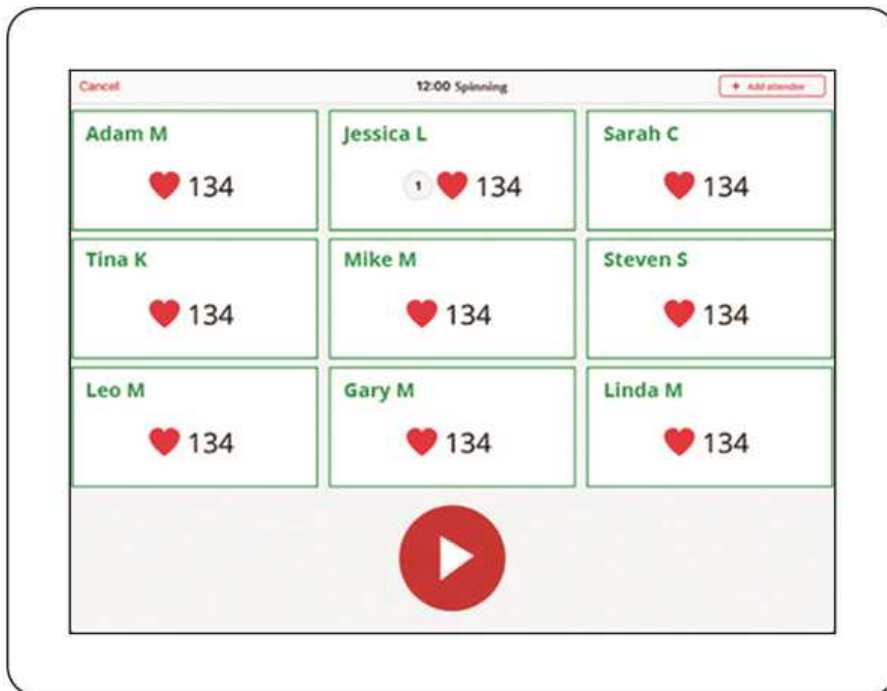 Cancel
12:00 Spinning
+ Add attendee
Adam M
Jessica L
Sarah C
134
1 134
134
Tina K
Mike M
Steven S
134
134
134
Leo M
Gary M
Linda M
134
134
134